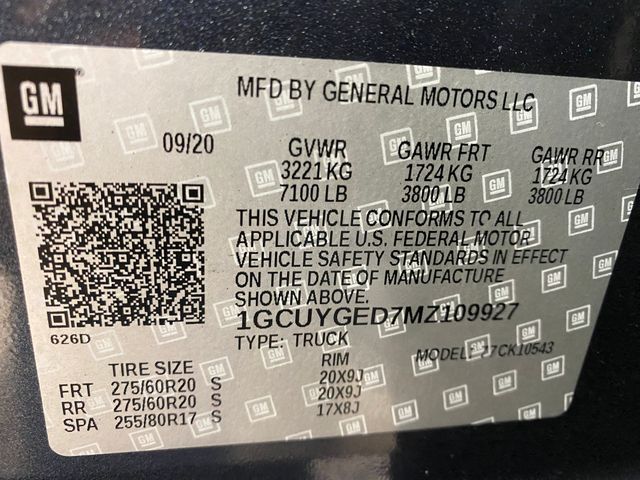 GM
MFD BY GENERAL MOTORS LLC
09/20 GVWR GAWR FRT GAWR RR
3221 KG 1724 KG 1724 KG
7100 LB 3800 LB 3800 LB
THIS VEHICLE CONFORMS TO ALL
APPLICABLE U.S. FEDERAL MOTOR
VEHICLE SAFETY STANDARDS IN EFFECT
ON THE DATE OF MANUFACTURE
SHOWN ABOVE.
626D
1GCUYGED7MZ109927
TYPE: TRUCK
MODEL: 77CK10543
TIRE SIZE RIM
FRT 275/60R20 S 20X9J
RR 275/60R20 S 20X9J
SPA 255/80R17 S 17X8J